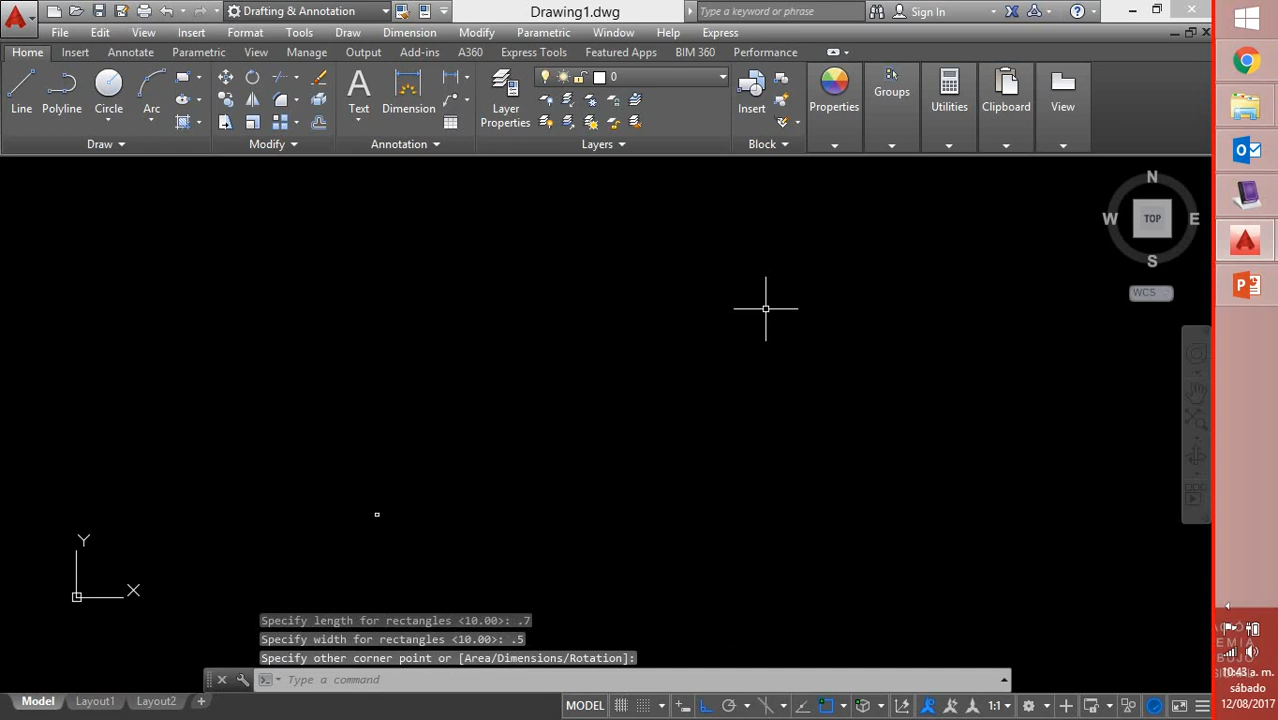 Drafting & Annotation
Drawing1.dwg
Type a keyword or phrase
Sign In
File Edit View Insert Format Tools Draw Dimension Modify Parametric Window Help Express
Home Insert Annotate Parametric View Manage Output Add-ins A360 Express Tools Featured Apps BIM 360 Performance
Line Polyline Circle Arc
Text Dimension
Layer Properties
0
Insert
Properties Groups Utilities Clipboard View
Draw Modify Annotation Layers Block
N
W TOP E
S
WCS
Y
X
Specify length for rectangles <10.00>: .7
Specify width for rectangles <10.00>: .5
Specify other corner point or [Area/Dimensions/Rotation]:
Type a command
Model Layout1 Layout2 +
MODEL
1:1
10:43 a. m.
sábado
12/08/2017